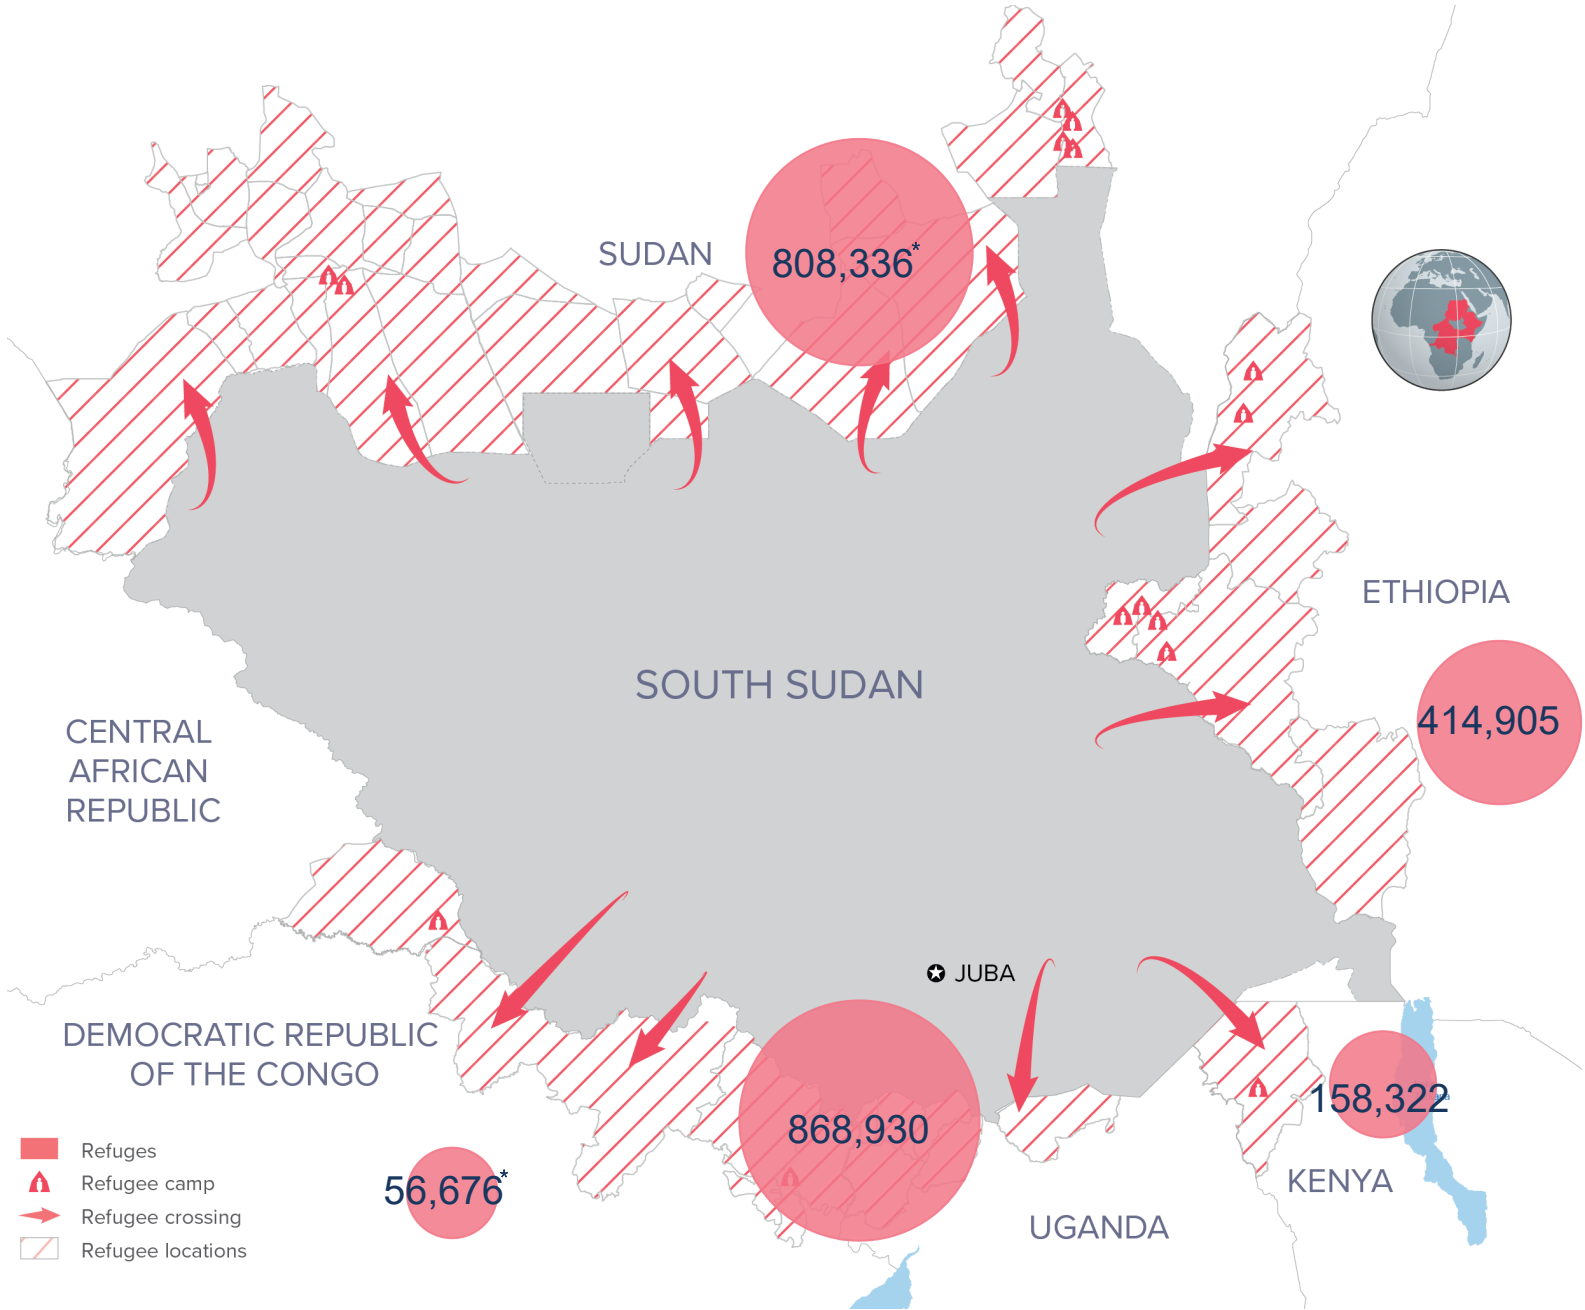 SUDAN
808,336*
ETHIOPIA
SOUTH SUDAN
414,905
CENTRAL
AFRICAN
REPUBLIC
JUBA
DEMOCRATIC REPUBLIC
OF THE CONGO
158,322
868,930
Refuges
Refugee camp
Refugee crossing
Refugee locations
56,676*
KENYA
UGANDA